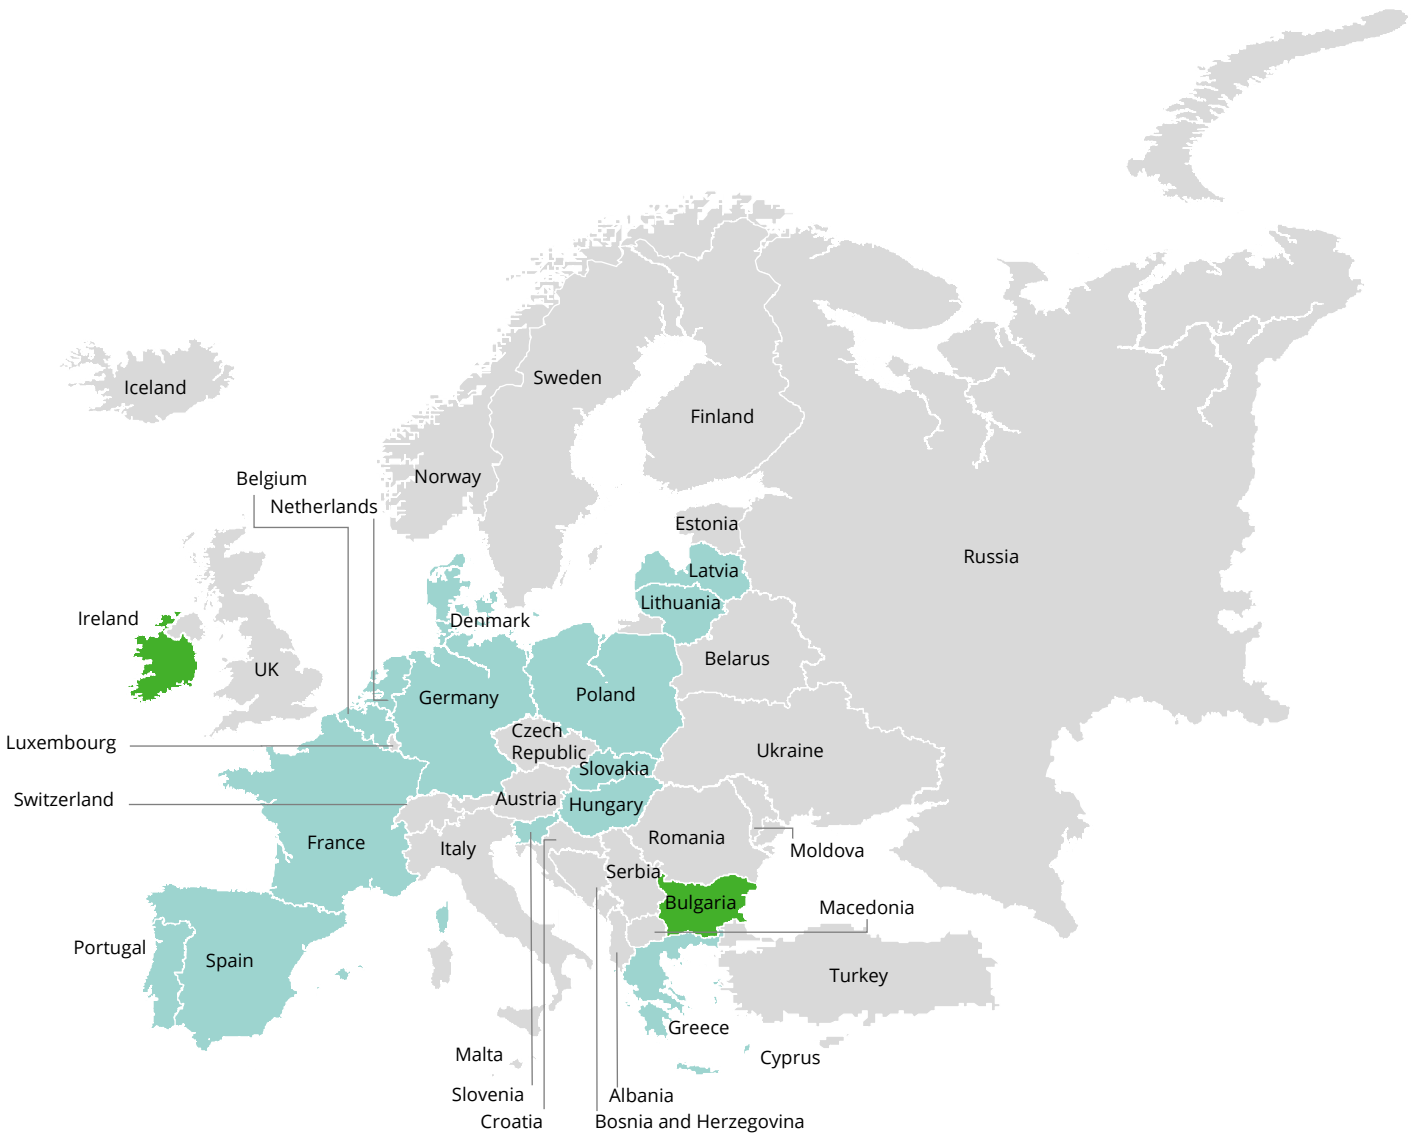 Iceland
Sweden
Finland
Norway
Belgium
Netherlands
Estonia
Russia
Latvia
Lithuania
Ireland
Denmark
UK
Belarus
Germany
Poland
Czech
Republic
Luxembourg
Ukraine
Slovakia
Switzerland
Austria
Hungary
France
Italy
Romania
Moldova
Serbia
Bulgaria
Macedonia
Portugal
Spain
Turkey
Greece
Malta
Cyprus
Slovenia
Albania
Croatia
Bosnia and Herzegovina